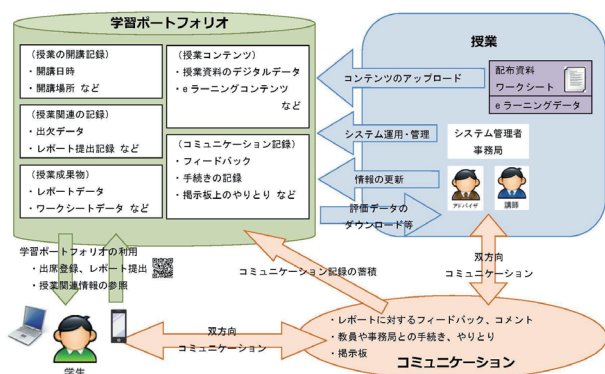 学習ポートフォリオ
(授業の開講記録)
・開講日時
・開講場所 など
(授業関連の記録)
・出欠データ
・レポート提出記録 など
(授業成果物)
・レポートデータ
・ワークシートデータ など
(授業コンテンツ)
・授業資料のデジタルデータ
・eラーニングコンテンツ
など
(コミュニケーション記録)
・フィードバック
・手続きの記録
・掲示板上のやりとり など
授業
配布資料
ワークシート
eラーニングデータ
システム管理者
事務局
アドバイザ
講師
コンテンツのアップロード
システム運用・管理
情報の更新
評価データの
ダウンロード等
学習ポートフォリオの利用
・出席登録、レポート提出
・授業関連情報の参照
コミュニケーション記録の蓄積
双方向
コミュニケーション
双方向
コミュニケーション
学生
・レポートに対するフィードバック、コメント
・教員や事務局との手続き、やりとり
・掲示板
コミュニケーション